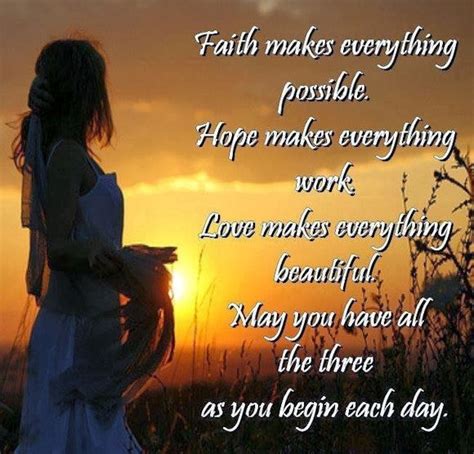 Faith makes everything
possible.
Hope makes everything
work.
Love makes everything
beautiful.
May you have all
the three
as you begin each day.